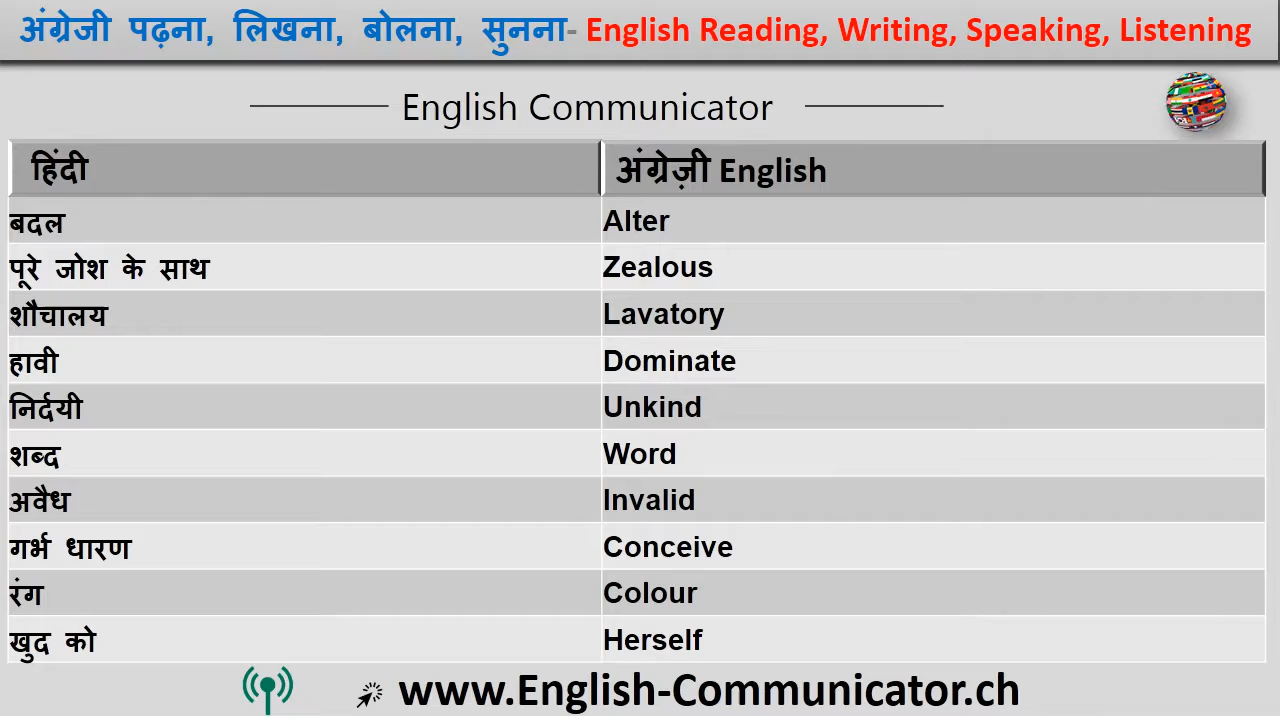 अंग्रेजी पढ़ना, लिखना, बोलना, सुनना- English Reading, Writing, Speaking, Listening
English Communicator
हिंदी अंग्रेज़ी English
बदल Alter
पूरे जोश के साथ Zealous
शौचालय Lavatory
हावी Dominate
निर्दयी Unkind
शब्द Word
अवैध Invalid
गर्भ धारण Conceive
रंग Colour
खुद को Herself
www.English-Communicator.ch